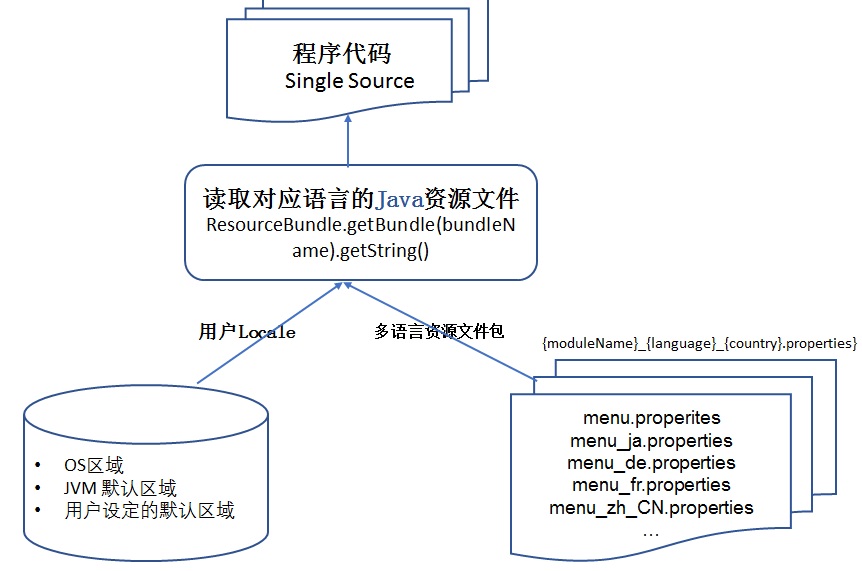 程序代码
Single Source
读取对应语言的Java资源文件
ResourceBundle.getBundle(bundleN
ame).getString()
用户Locale
多语言资源文件包
{moduleName}_{language}_{country}.properties}
• OS区域
• JVM 默认区域
• 用户设定的默认区域
menu.properites
menu_ja.properties
menu_de.properties
menu_fr.properties
menu_zh_CN.properties
…